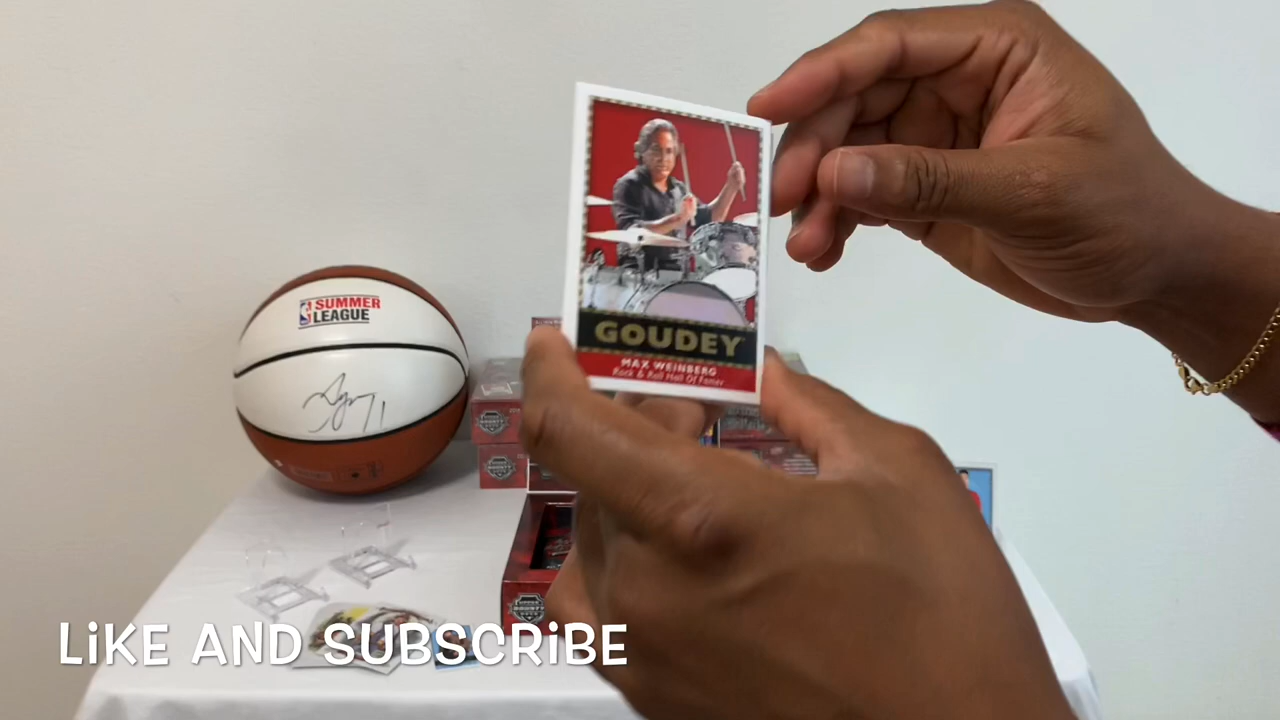 SUMMER
LEAGUE
GOUDEY
MAX WEINBERG
Rock & Roll Hall Of Famer
LiKE AND SUBSCRiBE